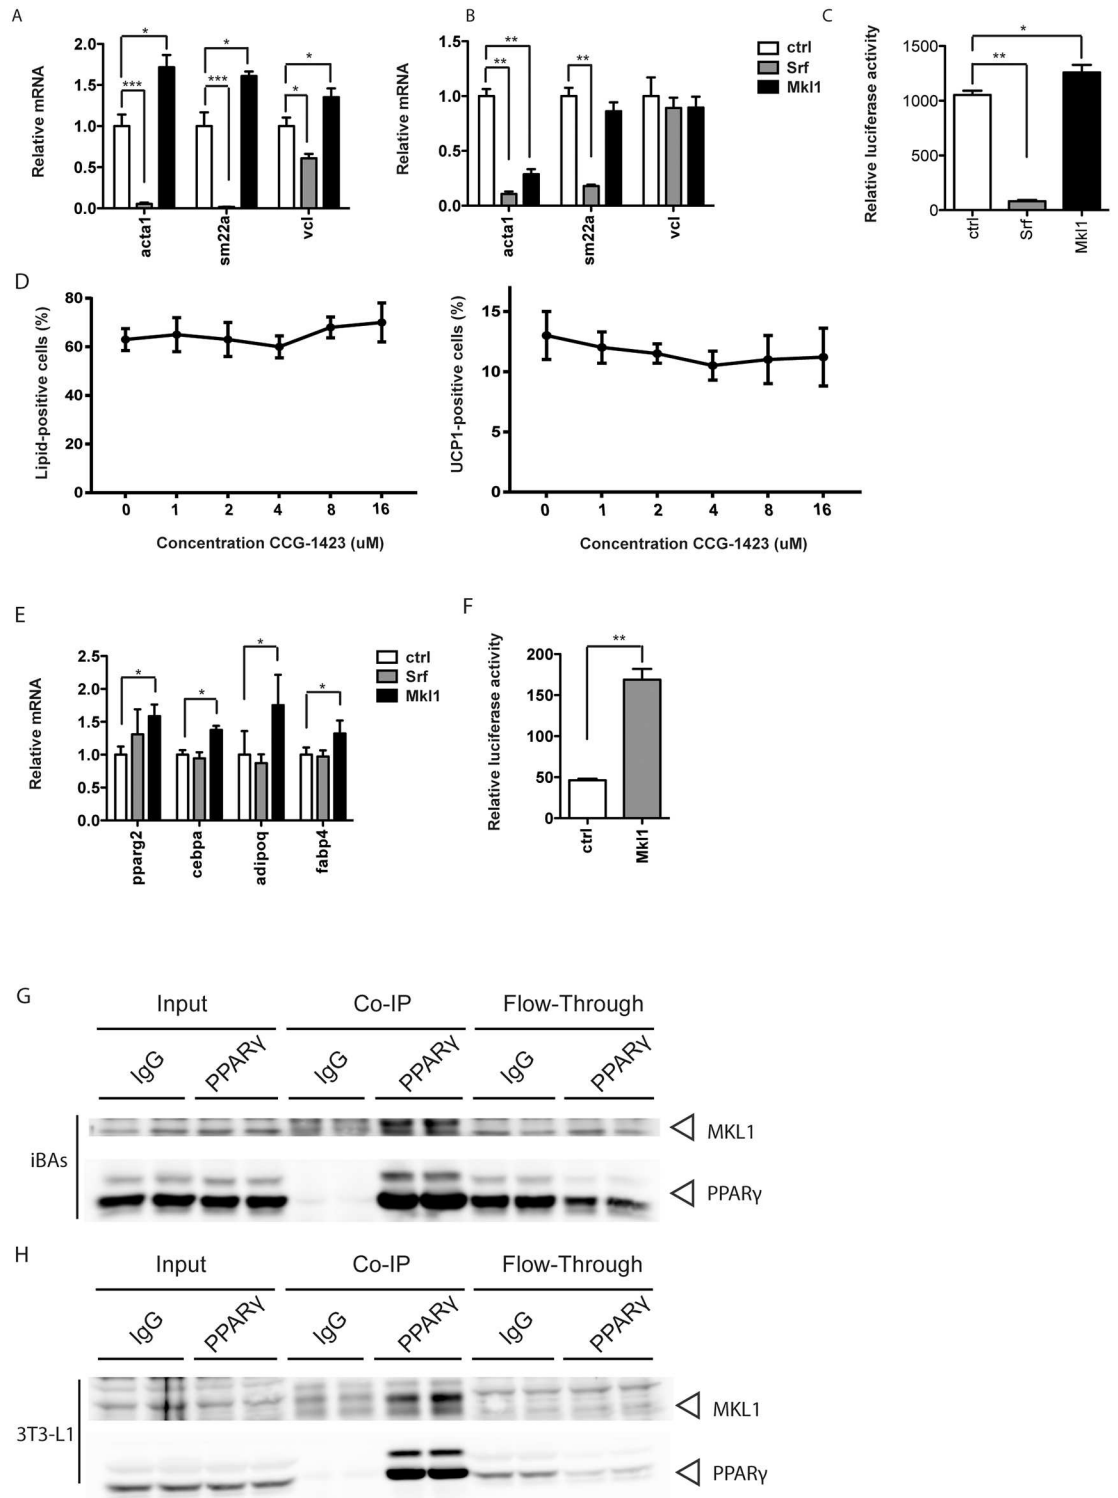 A
Relative mRNA
2.0
1.5
1.0
0.5
0.0
*
***
*
***
*
*
acta1
sm22a
vcl
B
Relative mRNA
1.5
1.0
0.5
0.0
**
**
**
acta1
sm22a
vcl
ctrl
Srf
Mkl1
C
Relative luciferase activity
1500
1000
500
0
*
**
ctrl
Srf
Mkl1
D
Lipid-positive cells (%)
80
60
40
20
0
0 1 2 4 8 16
Concentration CCG-1423 (uM)
UCP1-positive cells (%)
15
10
5
0
0 1 2 4 8 16
Concentration CCG-1423 (uM)
E
Relative mRNA
2.5
2.0
1.5
1.0
0.5
0.0
*
*
*
*
pparg2
cebpa
adipoq
fabp4
ctrl
Srf
Mkl1
F
Relative luciferase activity
200
150
100
50
0
**
ctrl
Mkl1
G
Input Co-IP Flow-Through
IgG PPARγ IgG PPARγ IgG PPARγ
iBAs
MKL1
PPARγ
H
Input Co-IP Flow-Through
IgG PPARγ IgG PPARγ IgG PPARγ
3T3-L1
MKL1
PPARγ